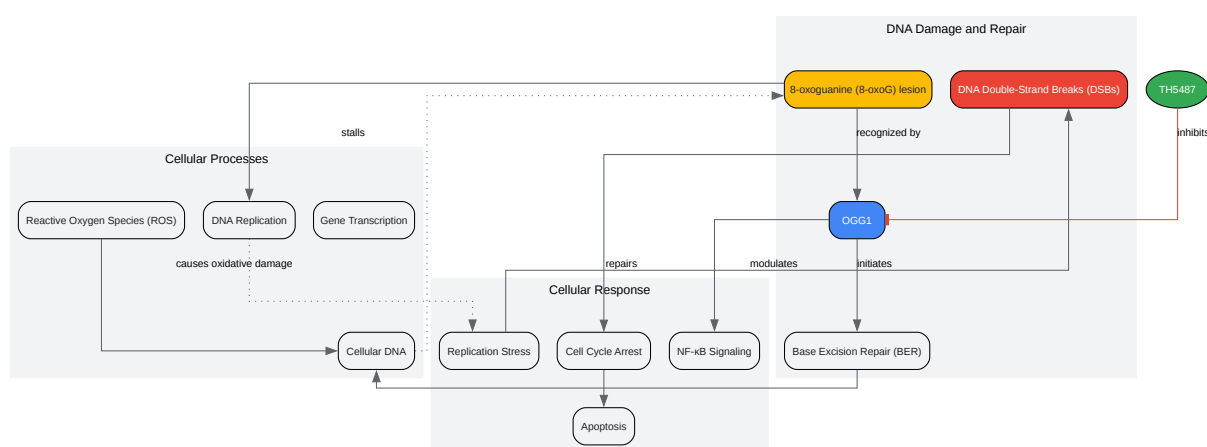 DNA Damage and Repair
8-oxoguanine (8-oxoG) lesion
DNA Double-Strand Breaks (DSBs)
TH5487
stalls
recognized by
inhibits
Cellular Processes
Reactive Oxygen Species (ROS)
DNA Replication
Gene Transcription
OGG1
causes oxidative damage
repairs
modulates
initiates
Cellular Response
Cellular DNA
Replication Stress
Cell Cycle Arrest
NF-κB Signaling
Base Excision Repair (BER)
Apoptosis